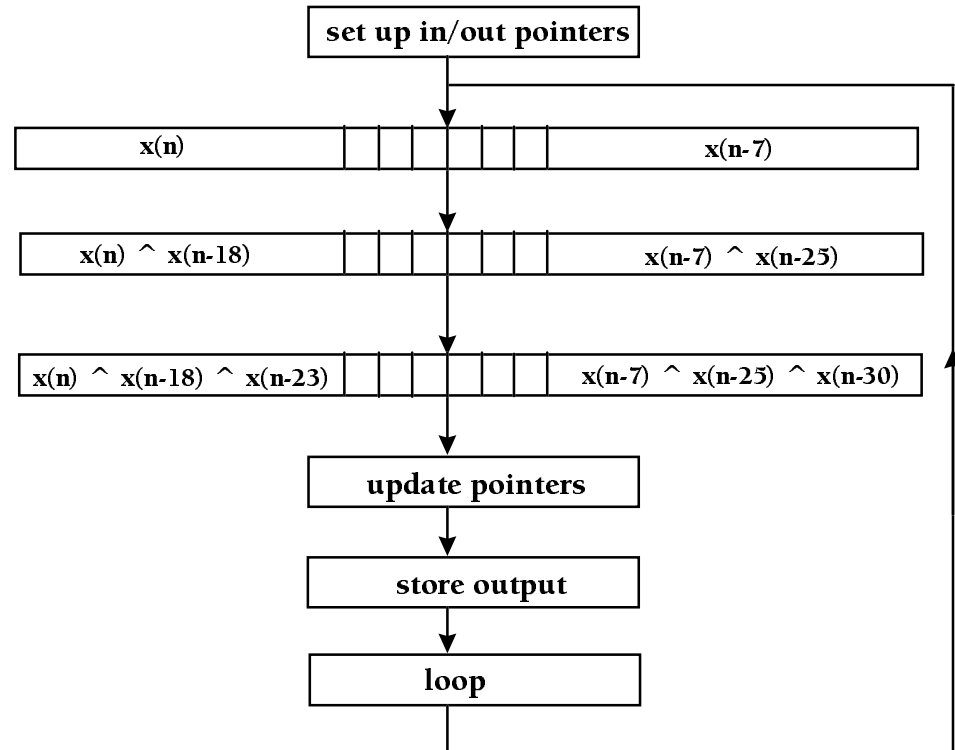 set up in/out pointers
x(n) x(n-7)
x(n) ^ x(n-18) x(n-7) ^ x(n-25)
x(n) ^ x(n-18) ^ x(n-23) x(n-7) ^ x(n-25) ^ x(n-30)
update pointers
store output
loop